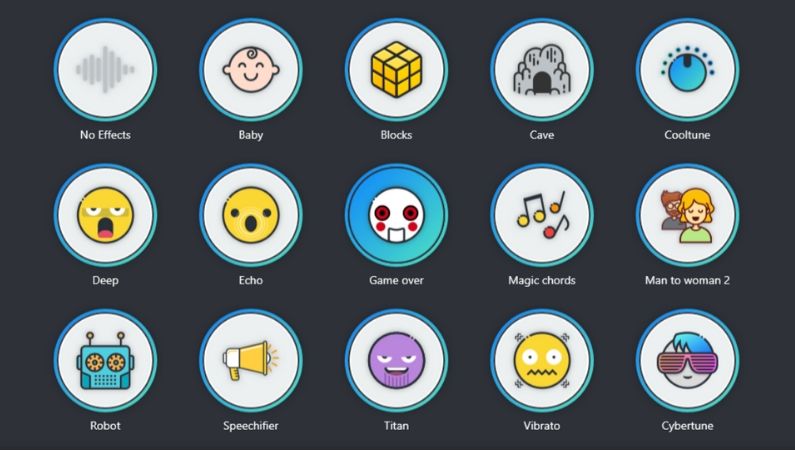 No Effects
Baby
Blocks
Cave
Cooltune
Deep
Echo
Game over
Magic chords
Man to woman 2
Robot
Speechifier
Titan
Vibrato
Cybertune